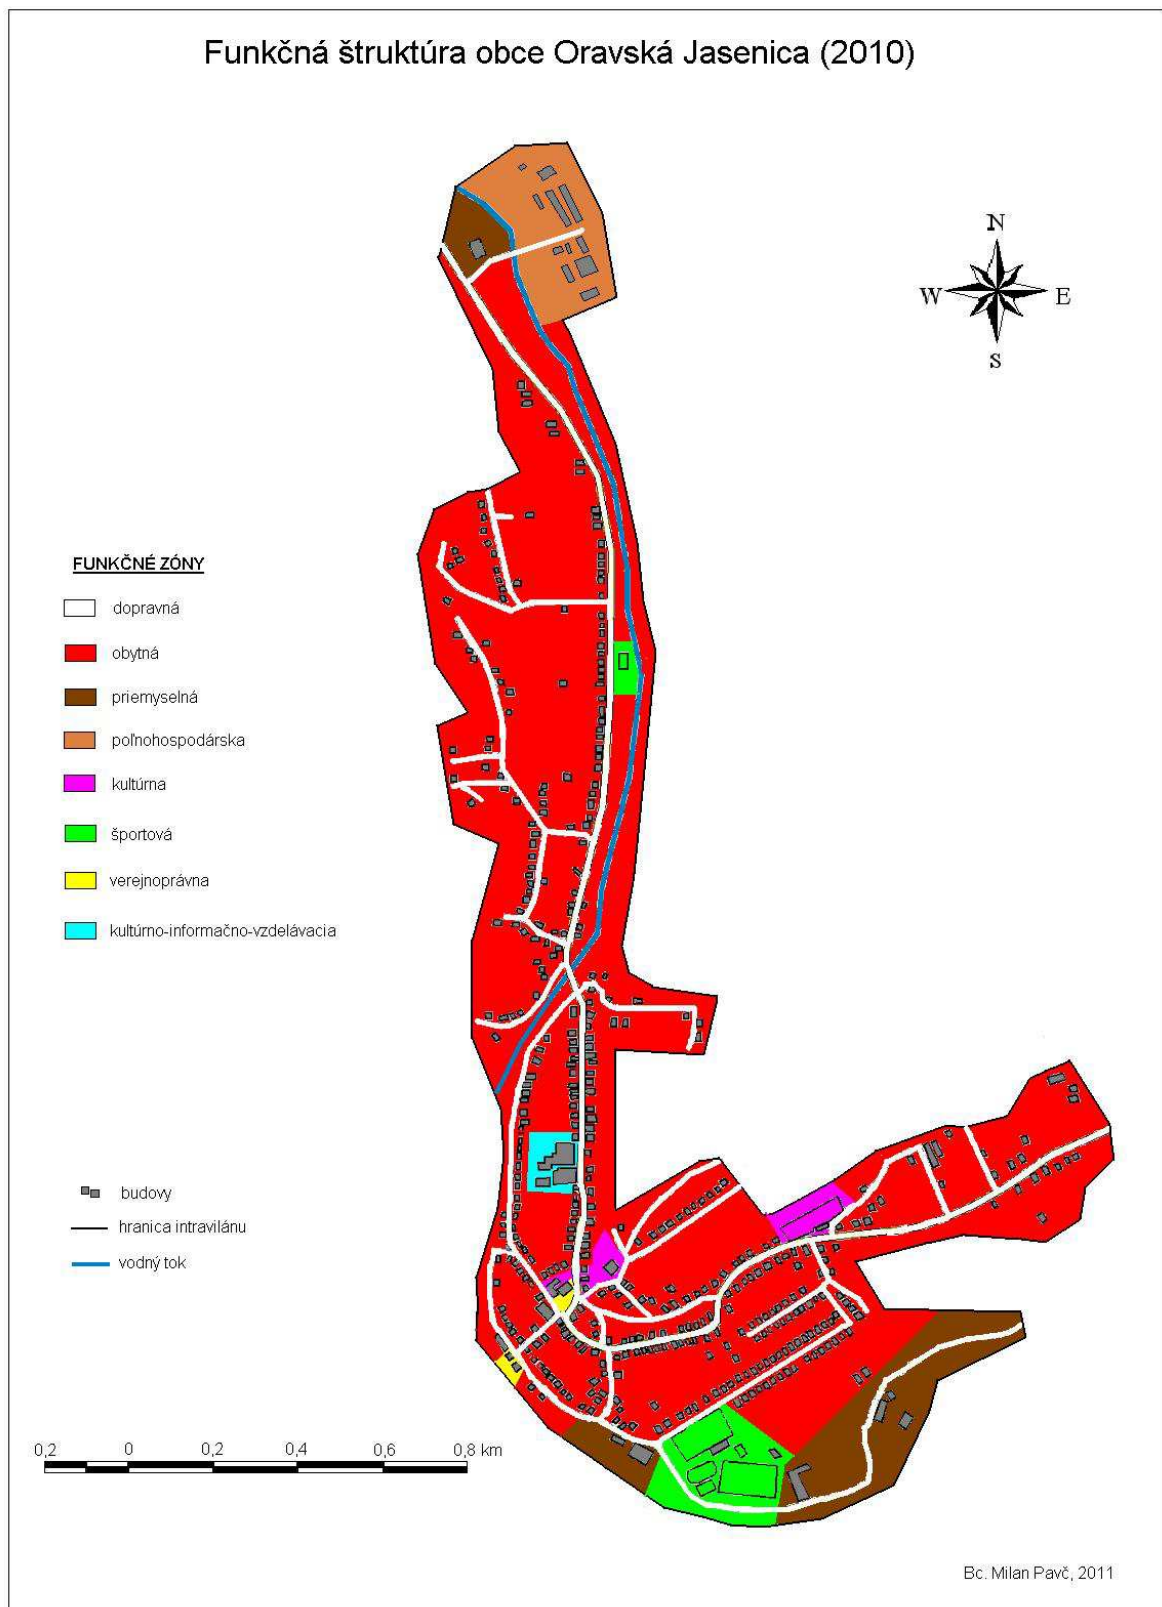 Funkčná štruktúra obce Oravská Jasenica (2010)
N
W E
S
FUNKČNÉ ZÓNY
dopravná
obytná
priemyselná
poľnohospodárska
kultúrna
športová
verejnoprávna
kultúrno-informačno-vzdelávacia
budovy
hranica intravilánu
vodný tok
0,2 0 0,2 0,4 0,6 0,8 km
Bc. Milan Pavč, 2011